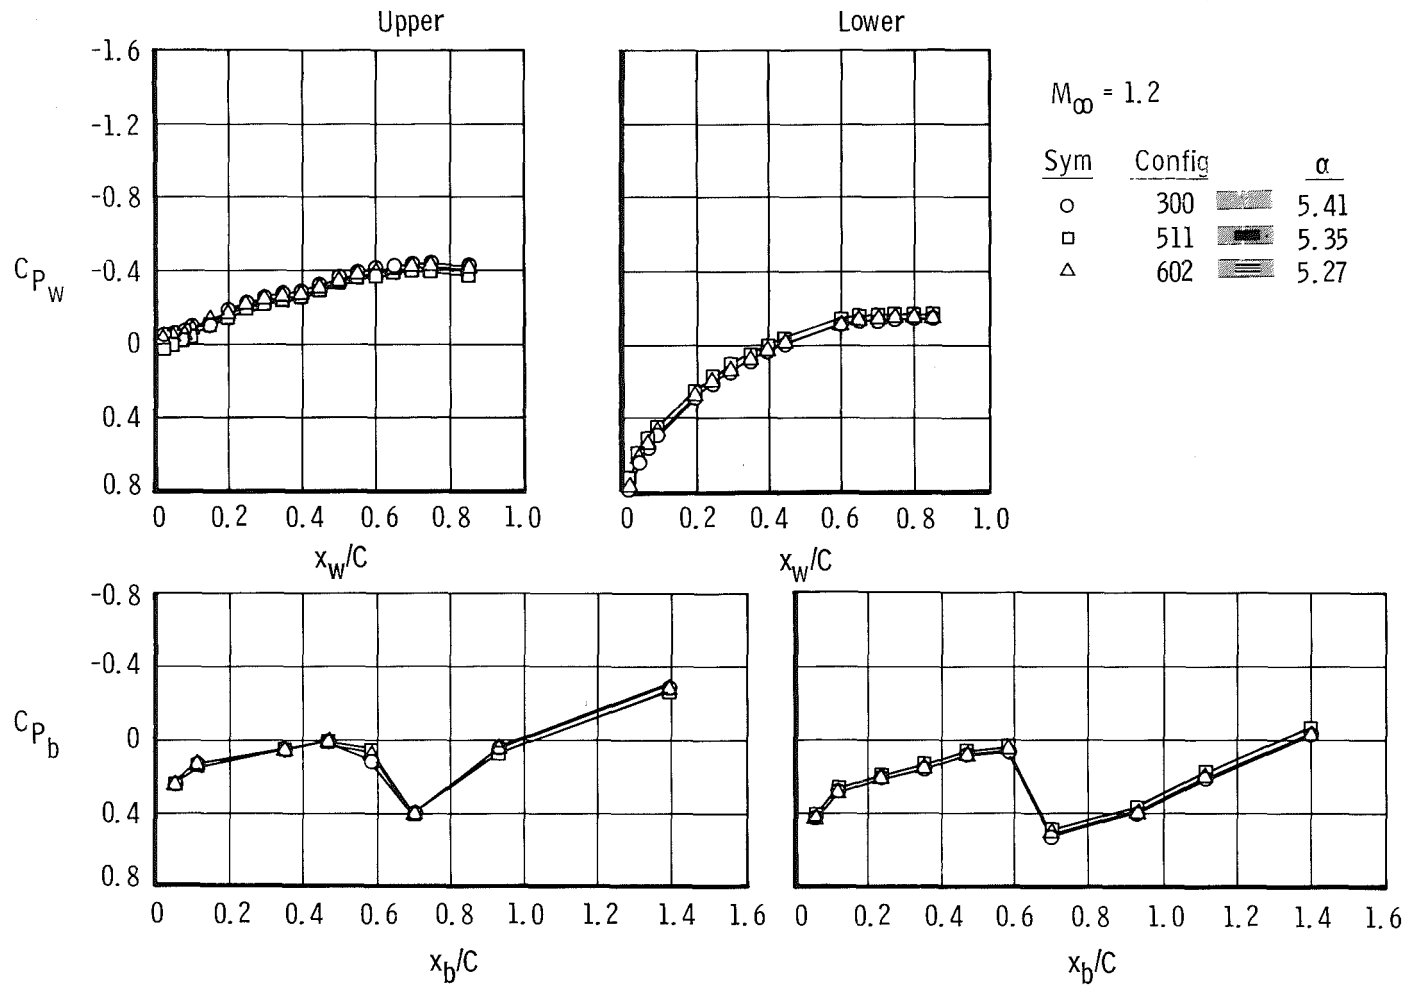 Upper
Lower
-1.6
-1.2
-0.8
-0.4
0
0.4
0.8
C_{P_w}
0 0.2 0.4 0.6 0.8 1.0
x_w/C
0 0.2 0.4 0.6 0.8 1.0
x_w/C
M_∞ = 1.2
Sym Config α
300 5.41
511 5.35
602 5.27
-0.8
-0.4
0
0.4
0.8
C_{P_b}
0 0.2 0.4 0.6 0.8 1.0 1.2 1.4 1.6
x_b/C
0 0.2 0.4 0.6 0.8 1.0 1.2 1.4 1.6
x_b/C